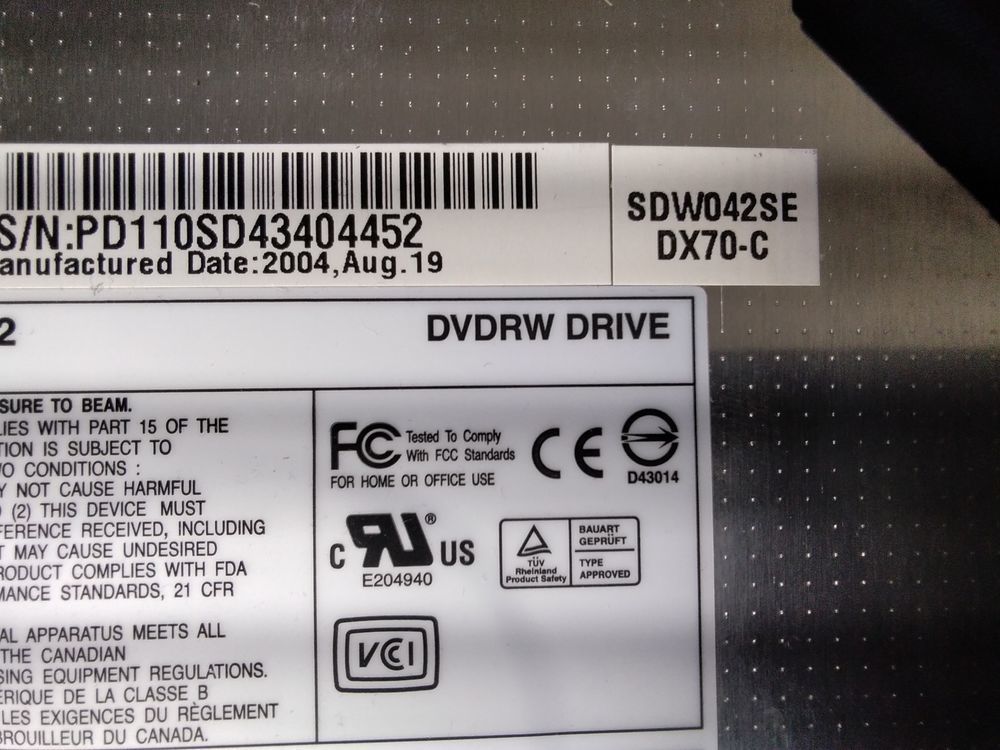 S/N:PD110SD43404452
anufactured Date:2004,Aug.19
SDW042SE
DX70-C
2
DVDRW DRIVE
SURE TO BEAM.
LIES WITH PART 15 OF THE
TION IS SUBJECT TO
WO CONDITIONS :
Y NOT CAUSE HARMFUL
D (2) THIS DEVICE MUST
FERENCE RECEIVED, INCLUDING
T MAY CAUSE UNDESIRED
RODUCT COMPLIES WITH FDA
MANCE STANDARDS, 21 CFR
AL APPARATUS MEETS ALL
THE CANADIAN
SING EQUIPMENT REGULATIONS.
ÉRIQUE DE LA CLASSE B
LES EXIGENCES DU RÈGLEMENT
BROUILLEUR DU CANADA.
FC Tested To Comply
With FCC Standards
FOR HOME OR OFFICE USE
CE
D43014
C RU ® US
E204940
TÜV
Rheinland
Product Safety
BAUART
GEPRÜFT
TYPE
APPROVED
VCI